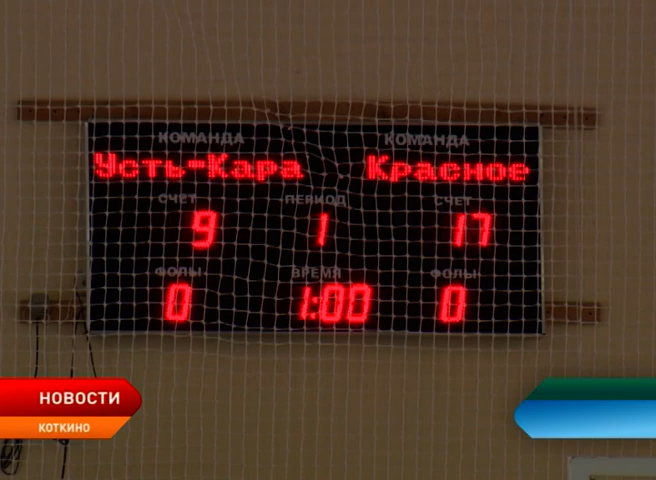 КОМАНДА КОМАНДА
Усть-Кара Красное
СЧЕТ ПЕРИОД СЧЕТ
9 1 17
ФОЛЫ ВРЕМЯ ФОЛЫ
0 1:00 0
НОВОСТИ
КОТКИНО